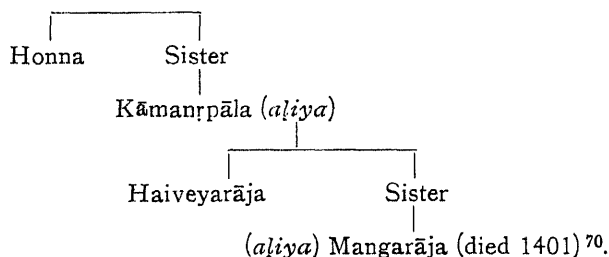 Honna Sister
Kāmanṛpāla (aḷiya)
Haiveyarāja Sister
(aḷiya) Mangarāja (died 1401) 70.